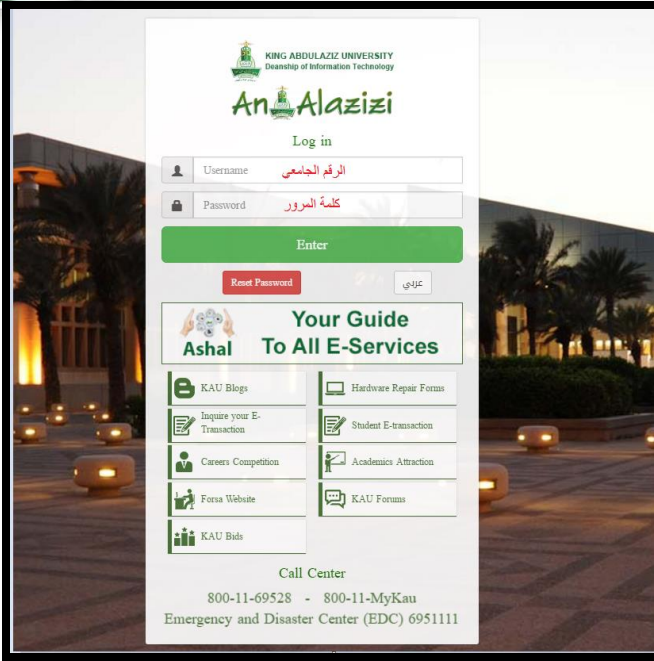 KING ABDULAZIZ UNIVERSITY
Deanship of Information Technology
An Alazizi
Log in
Username الرقم الجامعي
Password كلمة المرور
Enter
Reset Password عربي
Ashal
Your Guide
To All E-Services
KAU Blogs
Hardware Repair Forms
Inquire your E-
Transaction
Student E-transaction
Careers Competition
Academics Attraction
Forsa Website
KAU Forums
KAU Bids
Call Center
800-11-69528 - 800-11-MyKau
Emergency and Disaster Center (EDC) 6951111